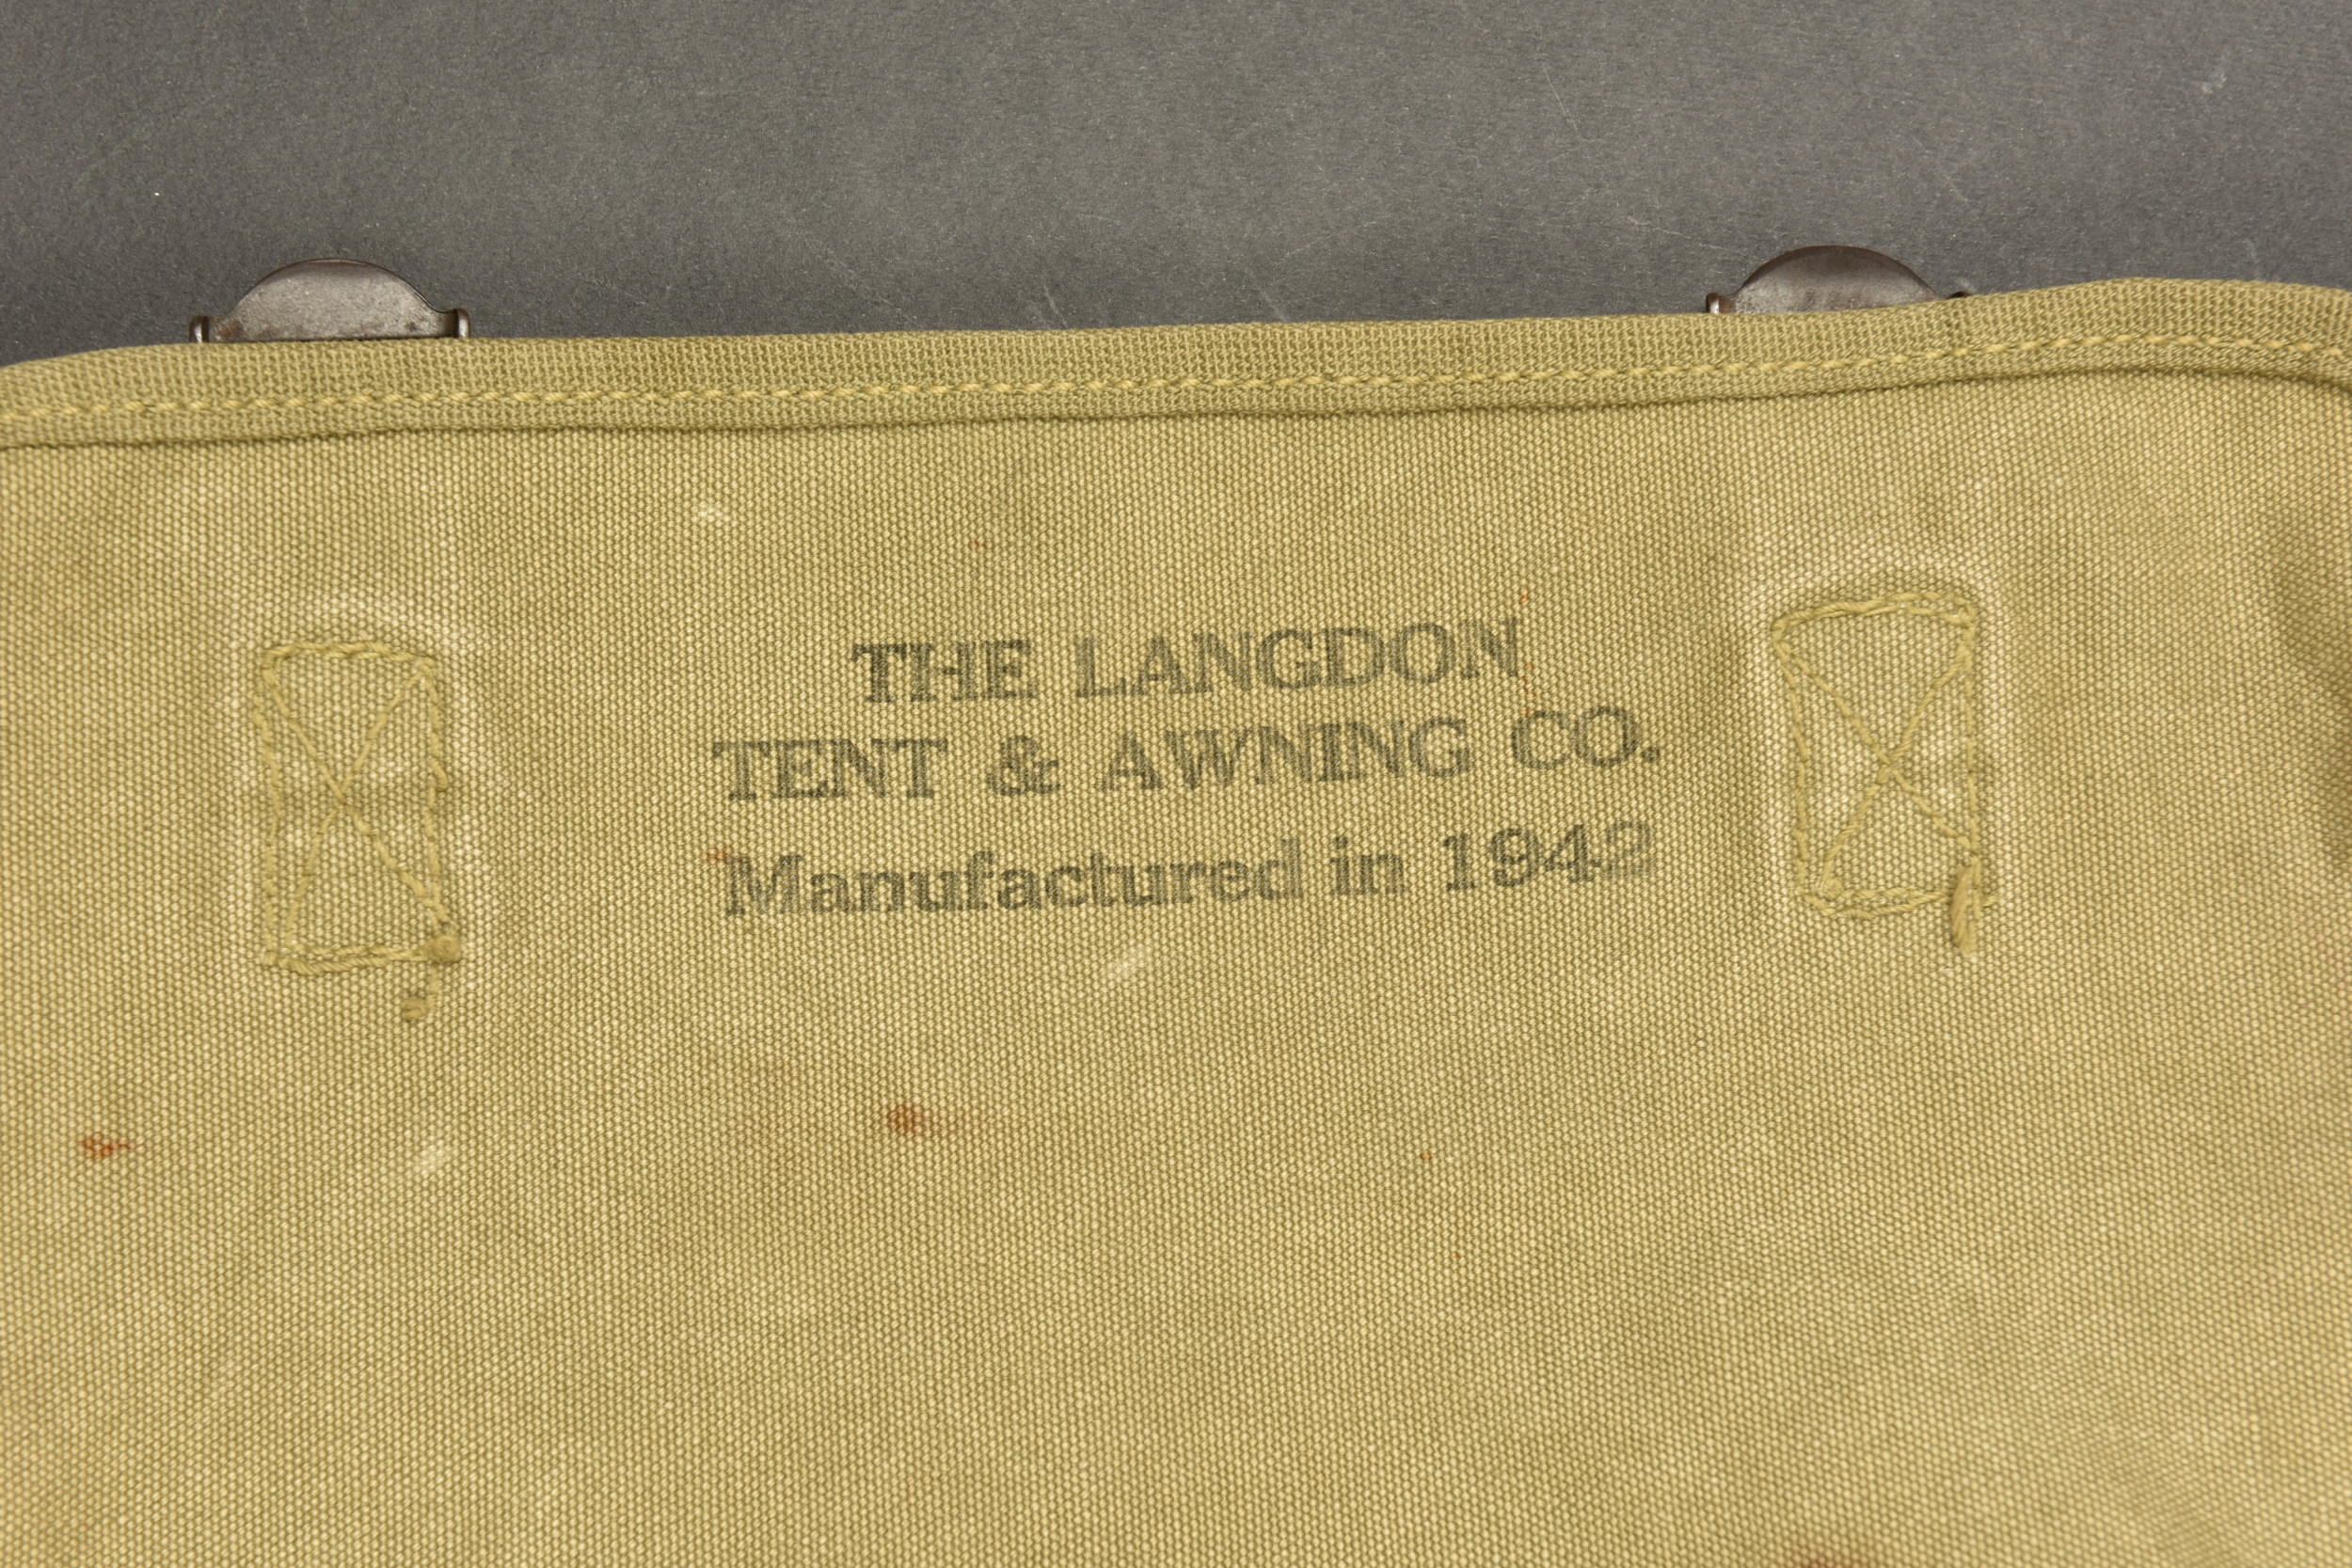 THE LANGDON
TENT & AWNING CO.
Manufactured in 1942